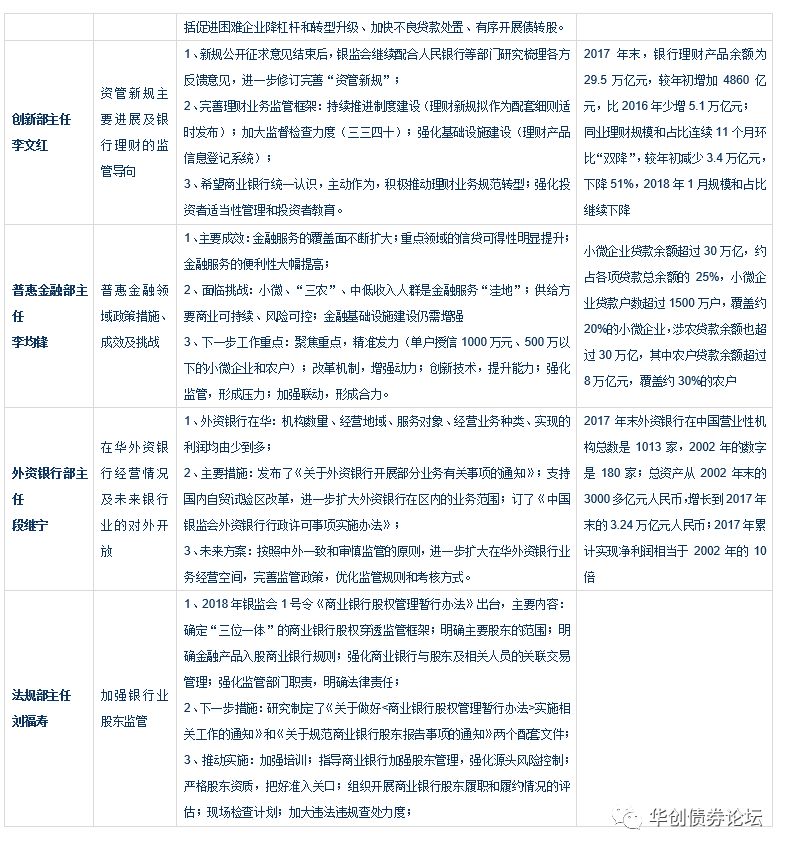 括促进困难企业降杠杆和转型升级、加快不良贷款处置、有序开展债转股。
创新部主任
李文红
资管新规主
要进展及银
行理财的监
管导向
1、新规公开征求意见结束后，银监会继续配合人民银行等部门研究梳理各方
反馈意见，进一步修订完善“资管新规”；
2、完善理财业务监管框架：持续推进制度建设（理财新规拟作为配套细则适
时发布）；加大监督检查力度（三三四十）；强化基础设施建设（理财产品
信息登记系统）；
3、希望商业银行统一认识，主动作为，积极推动理财业务规范转型；强化投
资者适当性管理和投资者教育。
2017 年末，银行理财产品余额为
29.5 万亿元，较年初增加 4860 亿
元，比 2016 年少增 5.1 万亿元；
同业理财规模和占比连续 11 个月环
比“双降”，较年初减少 3.4 万亿元，
下降 51%，2018 年 1 月规模和占比
继续下降
普惠金融部主
任
李均锋
普惠金融领
域政策措施、
成效及挑战
1、主要成效：金融服务的覆盖面不断扩大；重点领域的信贷可得性明显提升；
金融服务的便利性大幅提高；
2、面临挑战：小微、“三农”、中低收入人群是金融服务“洼地”；供给方
要商业可持续、风险可控；金融基础设施建设仍需增强
3、下一步工作重点：聚焦重点，精准发力（单户授信 1000 万元、500 万以
下的小微企业和农户）；改革机制，增强动力；创新技术，提升能力；强化
监管，形成压力；加强联动，形成合力。
小微企业贷款余额超过 30 万亿，约
占各项贷款总余额的 25%，小微企
业贷款户数超过 1500 万户，覆盖约
20%的小微企业，涉农贷款余额也超
过 30 万亿，其中农户贷款余额超过
8 万亿元，覆盖约 30%的农户
外资银行部主
任
段继宁
在华外资银
行经营情况
及未来银行
业的对外开
放
1、外资银行在华：机构数量、经营地域、服务对象、经营业务种类、实现的
利润均由少到多；
2、主要措施：发布了《关于外资银行开展部分业务有关事项的通知》；支持
国内自贸试验区改革，进一步扩大外资银行在区内的业务范围；订了《中国
银监会外资银行行政许可事项实施办法》；
3、未来方案：按照中外一致和审慎监管的原则，进一步扩大在华外资银行业
务经营空间，完善监管政策，优化监管规则和考核方式。
2017 年末外资银行在中国营业性机
构总数是 1013 家，2002 年的数字
是 180 家；总资产从 2002 年末的
3000 多亿元人民币，增长到 2017 年
末的 3.24 万亿元人民币；2017 年累
计实现净利润相当于 2002 年的 10
倍
法规部主任
刘福寿
加强银行业
股东监管
1、2018 年银监会 1 号令《商业银行股权管理暂行办法》出台，主要内容：
确定“三位一体”的商业银行股权穿透监管框架；明确主要股东的范围；明
确金融产品入股商业银行规则；强化商业银行与股东及相关人员的关联交易
管理；强化监管部门职责，明确法律责任；
2、下一步措施：研究制定了《关于做好<商业银行股权管理暂行办法>实施相
关工作的通知》和《关于规范商业银行股东报告事项的通知》两个配套文件；
3、推动实施：加强培训；指导商业银行加强股东管理，强化源头风险控制；
严格股东资质，把好准入关口；组织开展商业银行股东履职和履约情况的评
估；现场检查计划；加大违法违规查处力度；
华创债券论坛